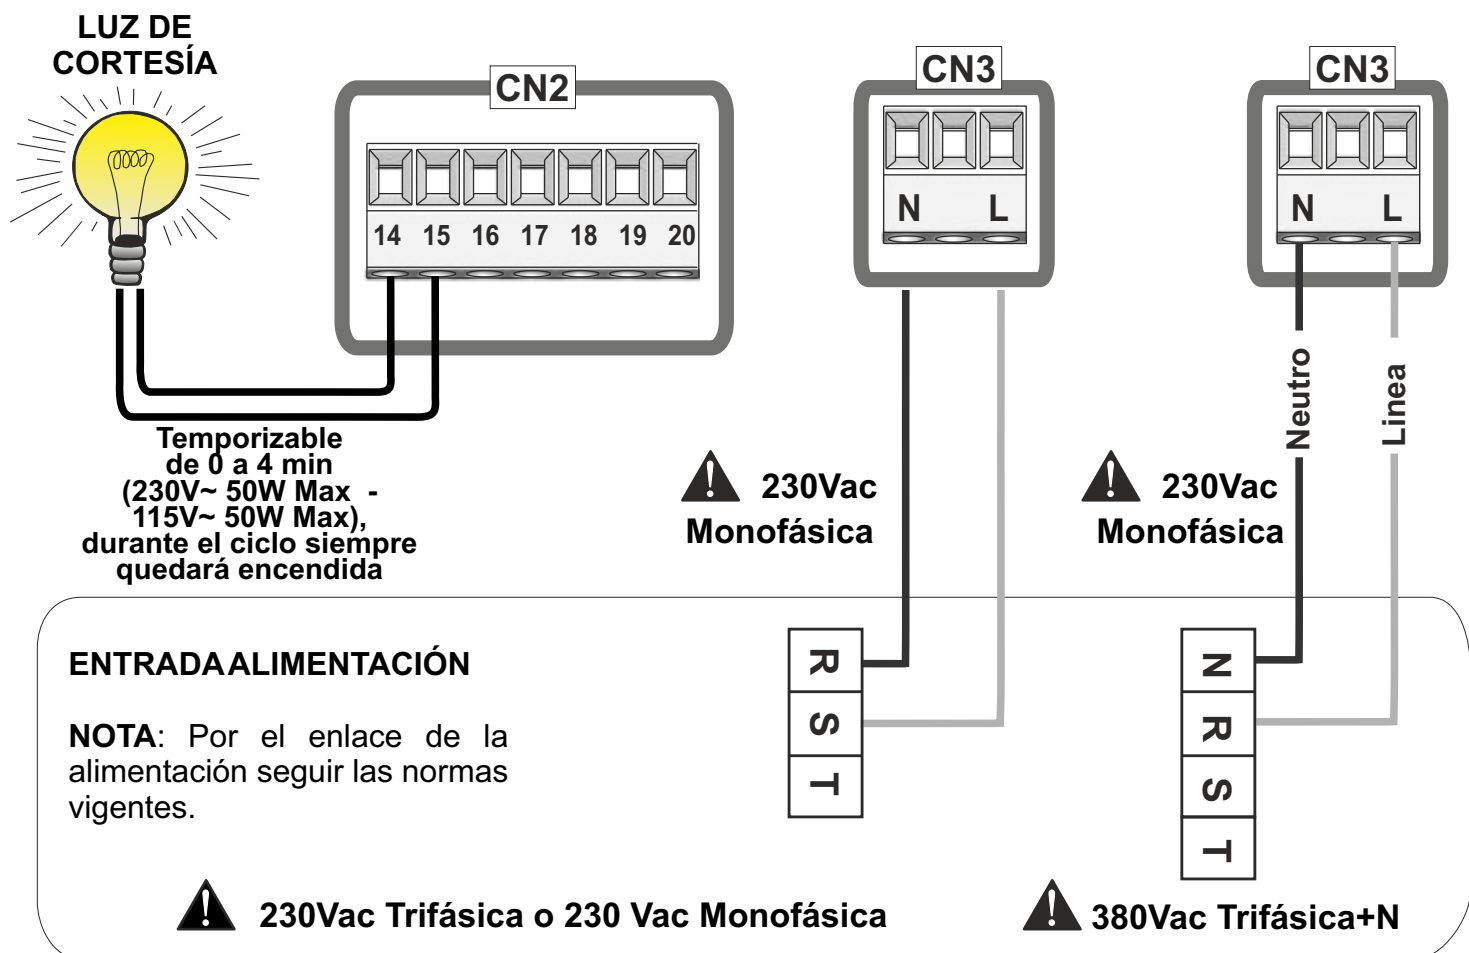 LUZ DE
CORTESÍA
CN2
14 15 16 17 18 19 20
Temporizable
de 0 a 4 min
(230V~ 50W Max -
115V~ 50W Max),
durante el ciclo siempre
quedará encendida
CN3
N L
230Vac
Monofásica
CN3
N L
Neutro
Linea
230Vac
Monofásica
ENTRADA ALIMENTACIÓN
NOTA: Por el enlace de la
alimentación seguir las normas
vigentes.
R
S
T
N
R
S
T
230Vac Trifásica o 230 Vac Monofásica
380Vac Trifásica+N